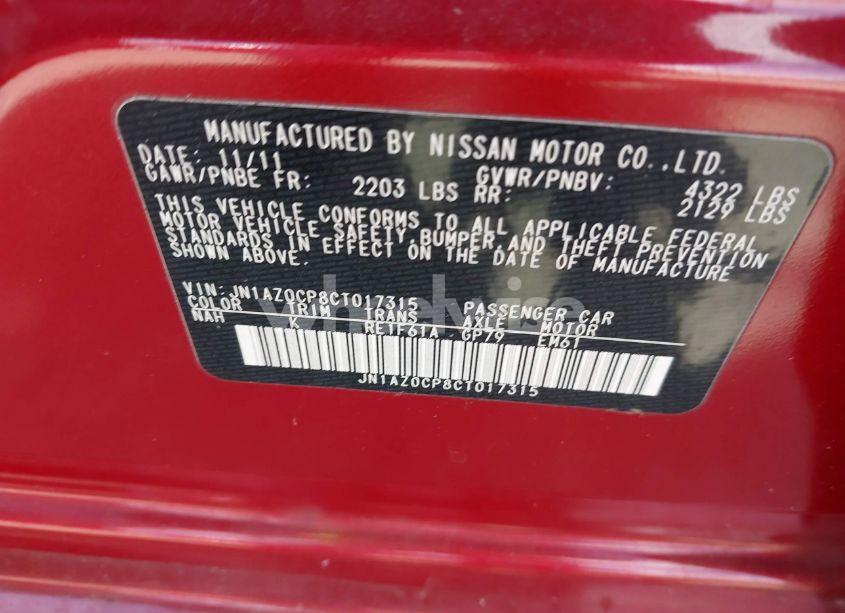 MANUFACTURED BY NISSAN MOTOR CO.,LTD.
DATE: 11/11 GVWR/PNBV: 4322 LBS
GAWR/PNBE FR: 2203 LBS RR: 2129 LBS
THIS VEHICLE CONFORMS TO ALL APPLICABLE FEDERAL
MOTOR VEHICLE SAFETY,BUMPER,AND THEFT PREVENTION
STANDARDS IN EFFECT ON THE DATE OF MANUFACTURE
SHOWN ABOVE.
VIN: JN1AZ0CP8CT017315 PASSENGER CAR
COLOR TRIM TRANS AXLE MOTOR
NAH K RE1F61A GP79 EM61
JN1AZ0CP8CT017315